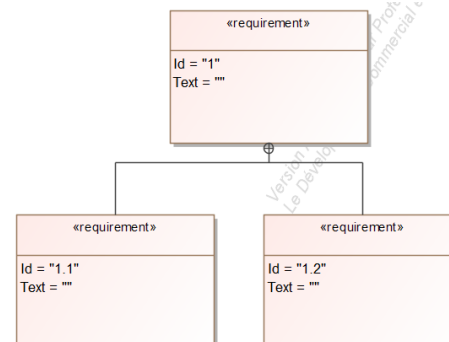 «requirement»
Id = "1"
Text = ""
«requirement»
Id = "1.1"
Text = ""
«requirement»
Id = "1.2"
Text = ""